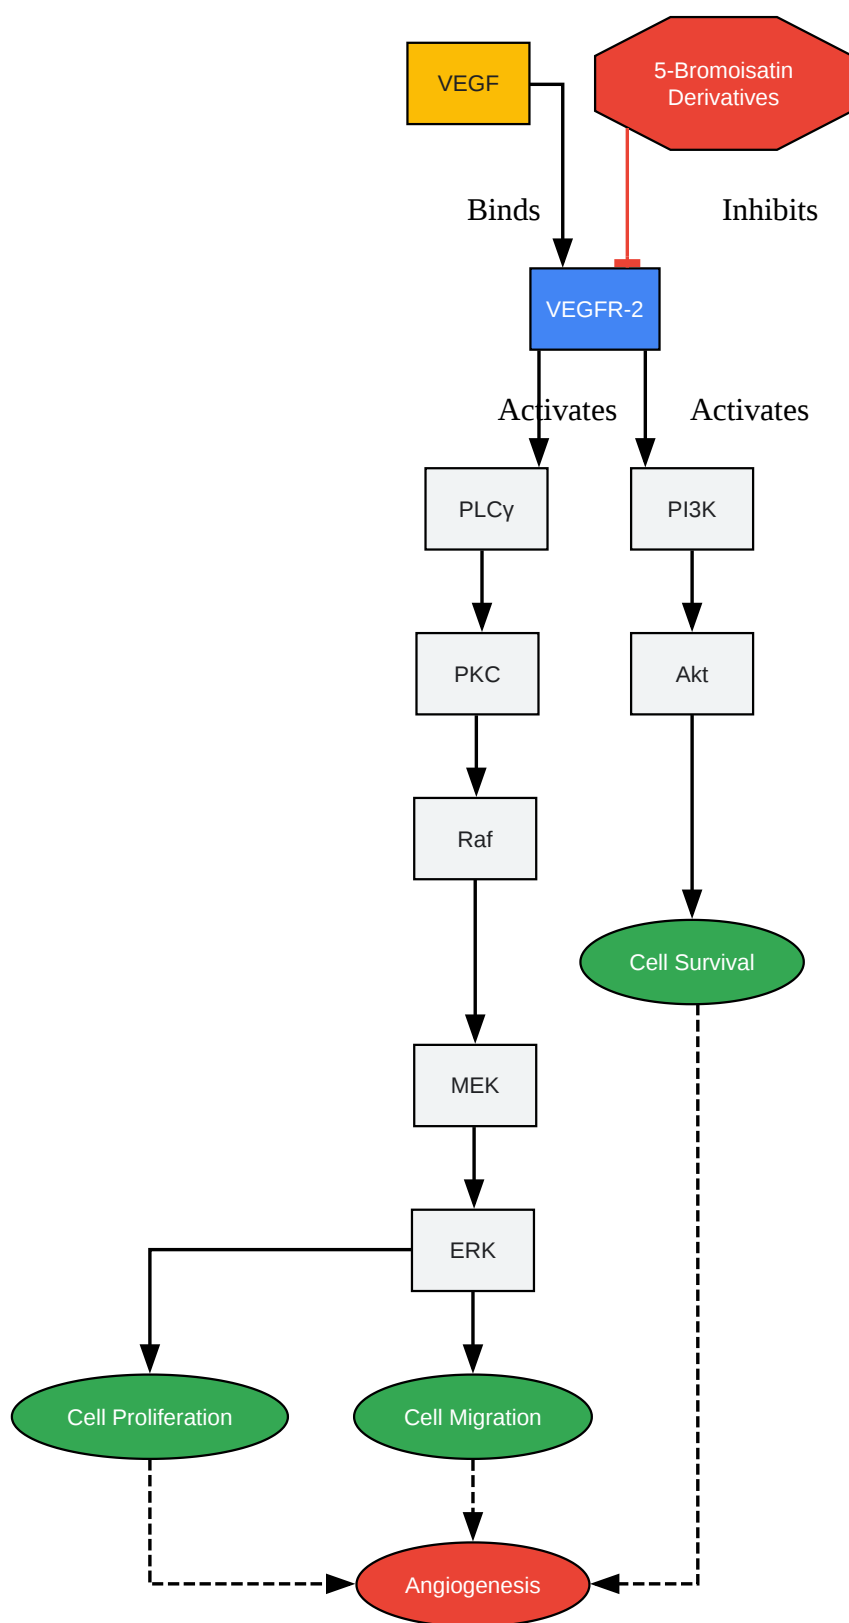 VEGF
5-Bromoisatin
Derivatives
Binds
Inhibits
VEGFR-2
Activates
Activates
PLCγ
PI3K
PKC
Akt
Raf
Cell Survival
MEK
ERK
Cell Proliferation
Cell Migration
Angiogenesis